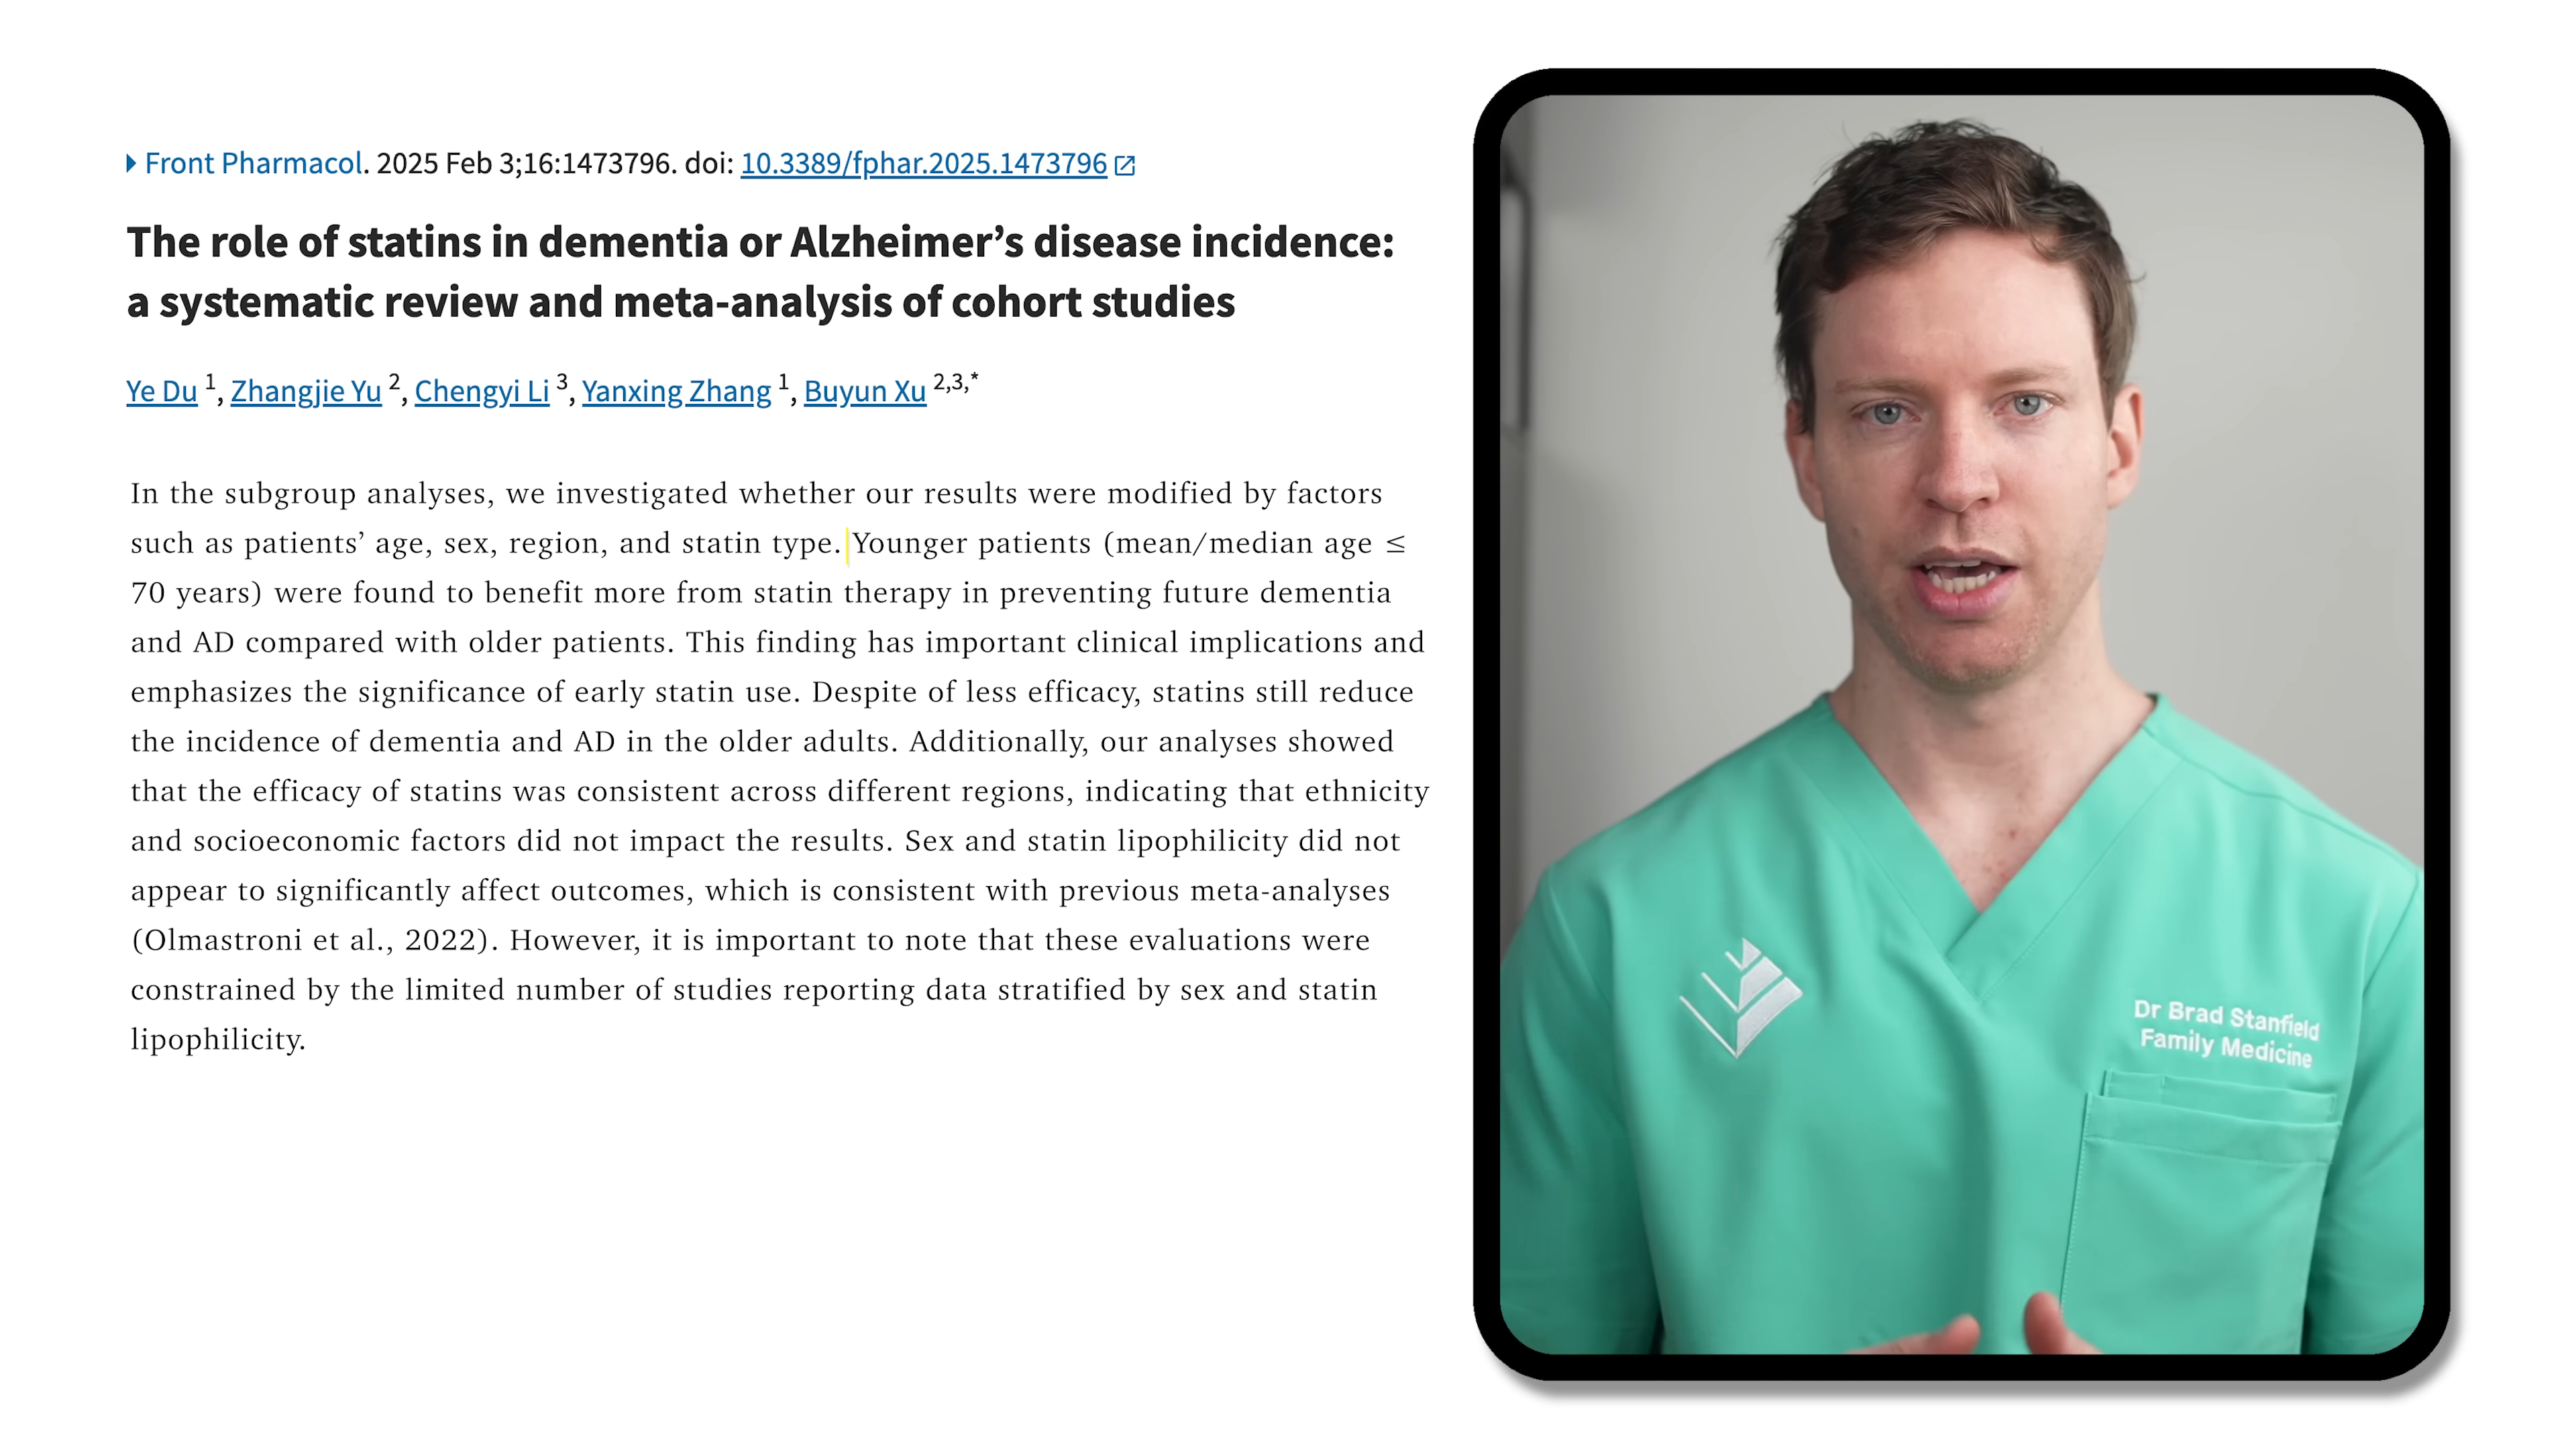 Front Pharmacol. 2025 Feb 3;16:1473796. doi: 10.3389/fphar.2025.1473796
The role of statins in dementia or Alzheimer’s disease incidence:
a systematic review and meta-analysis of cohort studies
Ye Du 1, Zhangjie Yu 2, Chengyi Li 3, Yanxing Zhang 1, Buyun Xu 2,3,*
In the subgroup analyses, we investigated whether our results were modified by factors
such as patients’ age, sex, region, and statin type. Younger patients (mean/median age ≤
70 years) were found to benefit more from statin therapy in preventing future dementia
and AD compared with older patients. This finding has important clinical implications and
emphasizes the significance of early statin use. Despite of less efficacy, statins still reduce
the incidence of dementia and AD in the older adults. Additionally, our analyses showed
that the efficacy of statins was consistent across different regions, indicating that ethnicity
and socioeconomic factors did not impact the results. Sex and statin lipophilicity did not
appear to significantly affect outcomes, which is consistent with previous meta-analyses
(Olmastroni et al., 2022). However, it is important to note that these evaluations were
constrained by the limited number of studies reporting data stratified by sex and statin
lipophilicity.
Dr Brad Stanfield
Family Medicine